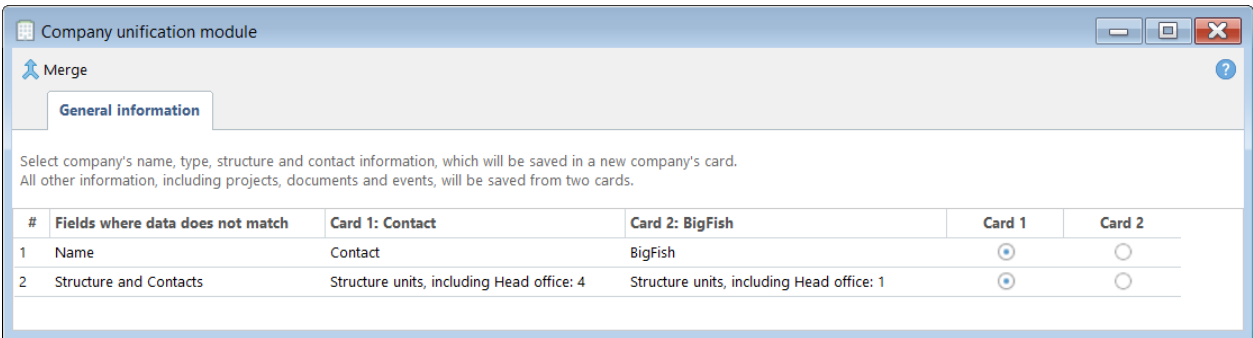 Company unification module
Merge
?
General information
Select company's name, type, structure and contact information, which will be saved in a new company's card.
All other information, including projects, documents and events, will be saved from two cards.
# Fields where data does not match Card 1: Contact Card 2: BigFish Card 1 Card 2
1 Name Contact BigFish
2 Structure and Contacts Structure units, including Head office: 4 Structure units, including Head office: 1